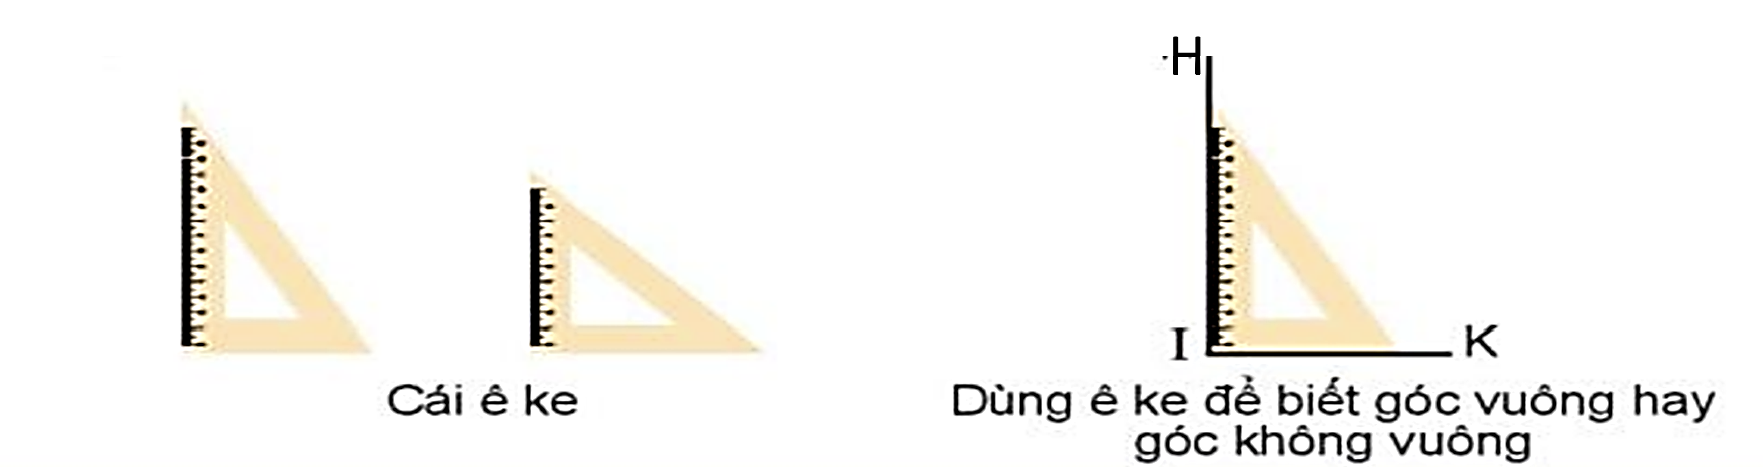 H
I
K
Cái ê ke
Dùng ê ke để biết góc vuông hay
góc không vuông